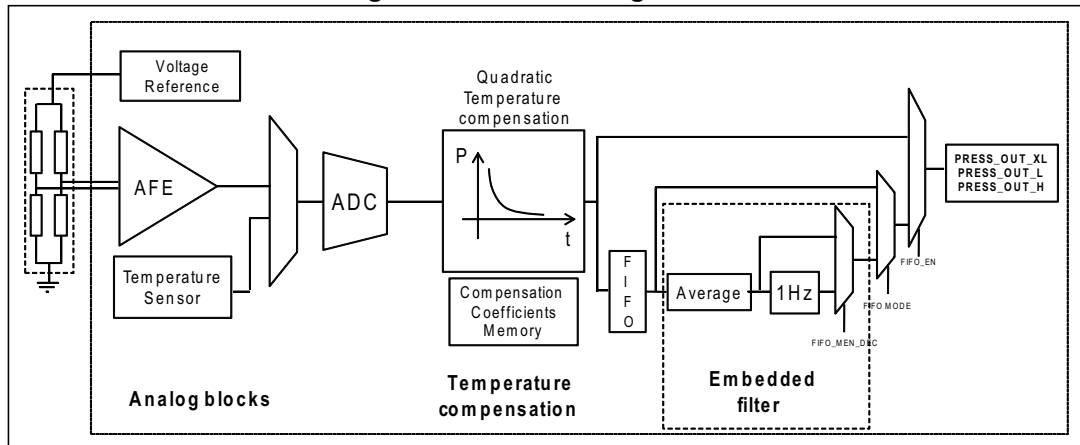 Voltage
Reference
AFE
Temperature
Sensor
ADC
Quadratic
Temperature
compensation
P
t
Compensation
Coefficients
Memory
F
I
F
O
Average
1Hz
FIFO_MEN_DEC
FIFO MODE
FIFO_EN
PRESS_OUT_XL
PRESS_OUT_L
PRESS_OUT_H
Analog blocks
Temperature
compensation
Embedded
filter